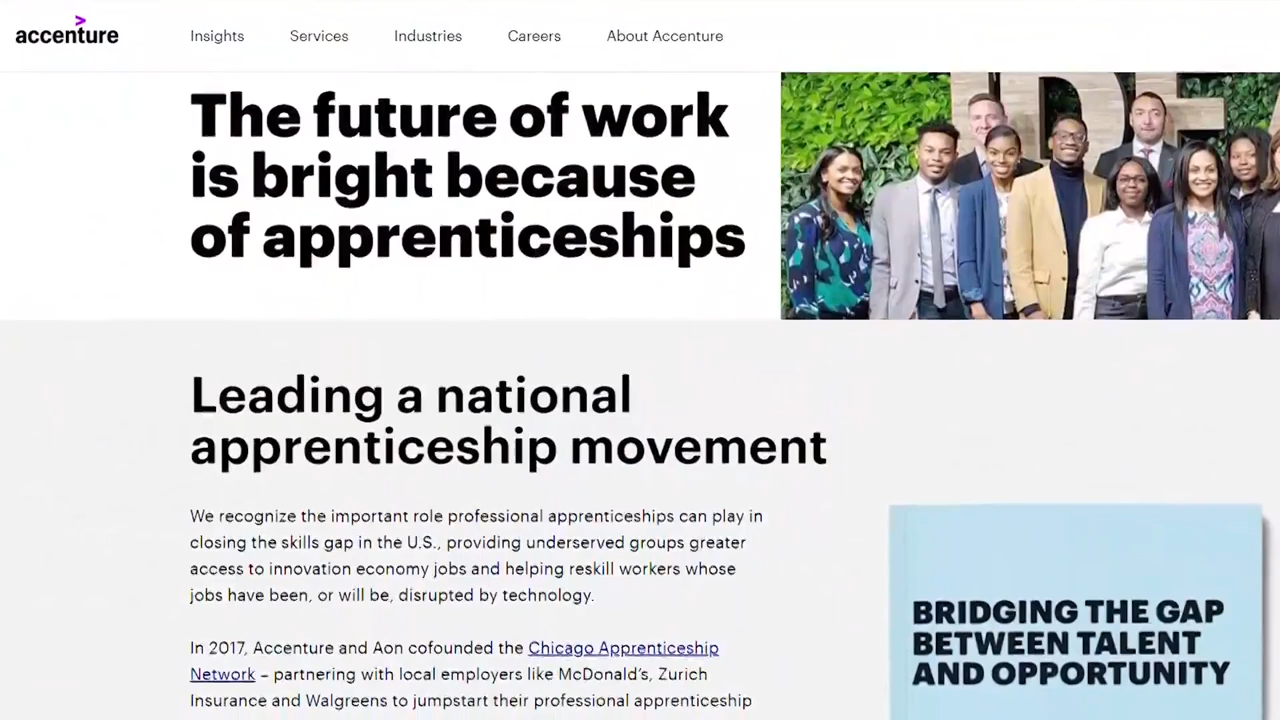 accenture
Insights
Services
Industries
Careers
About Accenture
The future of work
is bright because
of apprenticeships
Leading a national
apprenticeship movement
We recognize the important role professional apprenticeships can play in
closing the skills gap in the U.S., providing underserved groups greater
access to innovation economy jobs and helping reskill workers whose
jobs have been, or will be, disrupted by technology.
In 2017, Accenture and Aon cofounded the Chicago Apprenticeship
Network – partnering with local employers like McDonald’s, Zurich
Insurance and Walgreens to jumpstart their professional apprenticeship
BRIDGING THE GAP
BETWEEN TALENT
AND OPPORTUNITY